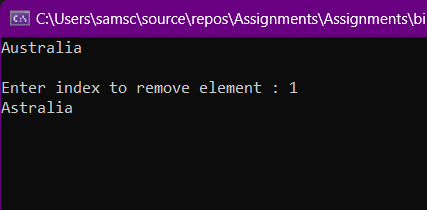 C:\Users\samsc\source\repos\Assignments\Assignments\bi
Australia
Enter index to remove element : 1
Astralia